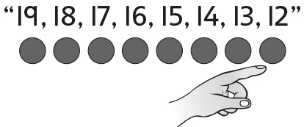 “19, 18, 17, 16, 15, 14, 13, 12”